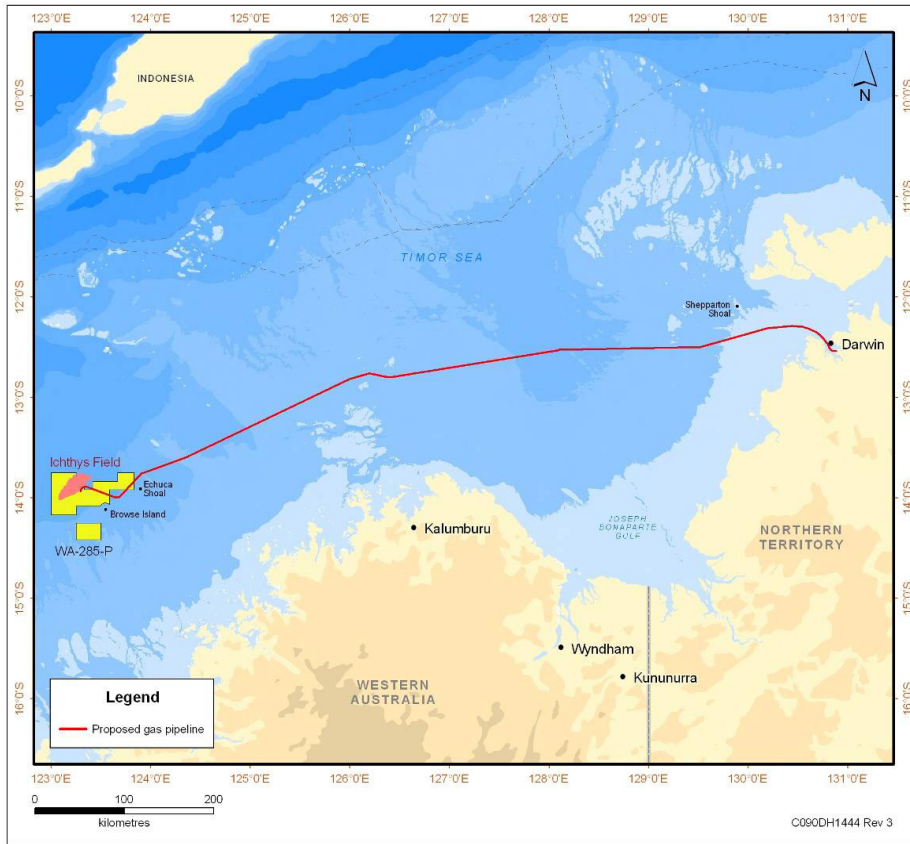 123°0'E 124°0'E 125°0'E 126°0'E 127°0'E 128°0'E 129°0'E 130°0'E 131°0'E
INDONESIA
N
10°0'S 10°0'S
11°0'S 11°0'S
TIMOR SEA
12°0'S 12°0'S
Shepparton
Shoal
Darwin
13°0'S 13°0'S
Ichthys Field
Echuca
Shoal
14°0'S 14°0'S
Browse Island
WA-285-P
Kalumburu
JOSEPH
BONAPARTE
GULF
NORTHERN
TERRITORY
15°0'S 15°0'S
Wyndham
Kununurra
WESTERN
AUSTRALIA
16°0'S 16°0'S
Legend
Proposed gas pipeline
123°0'E 124°0'E 125°0'E 126°0'E 127°0'E 128°0'E 129°0'E 130°0'E 131°0'E
0 100 200
kilometres
C090DH1444 Rev 3